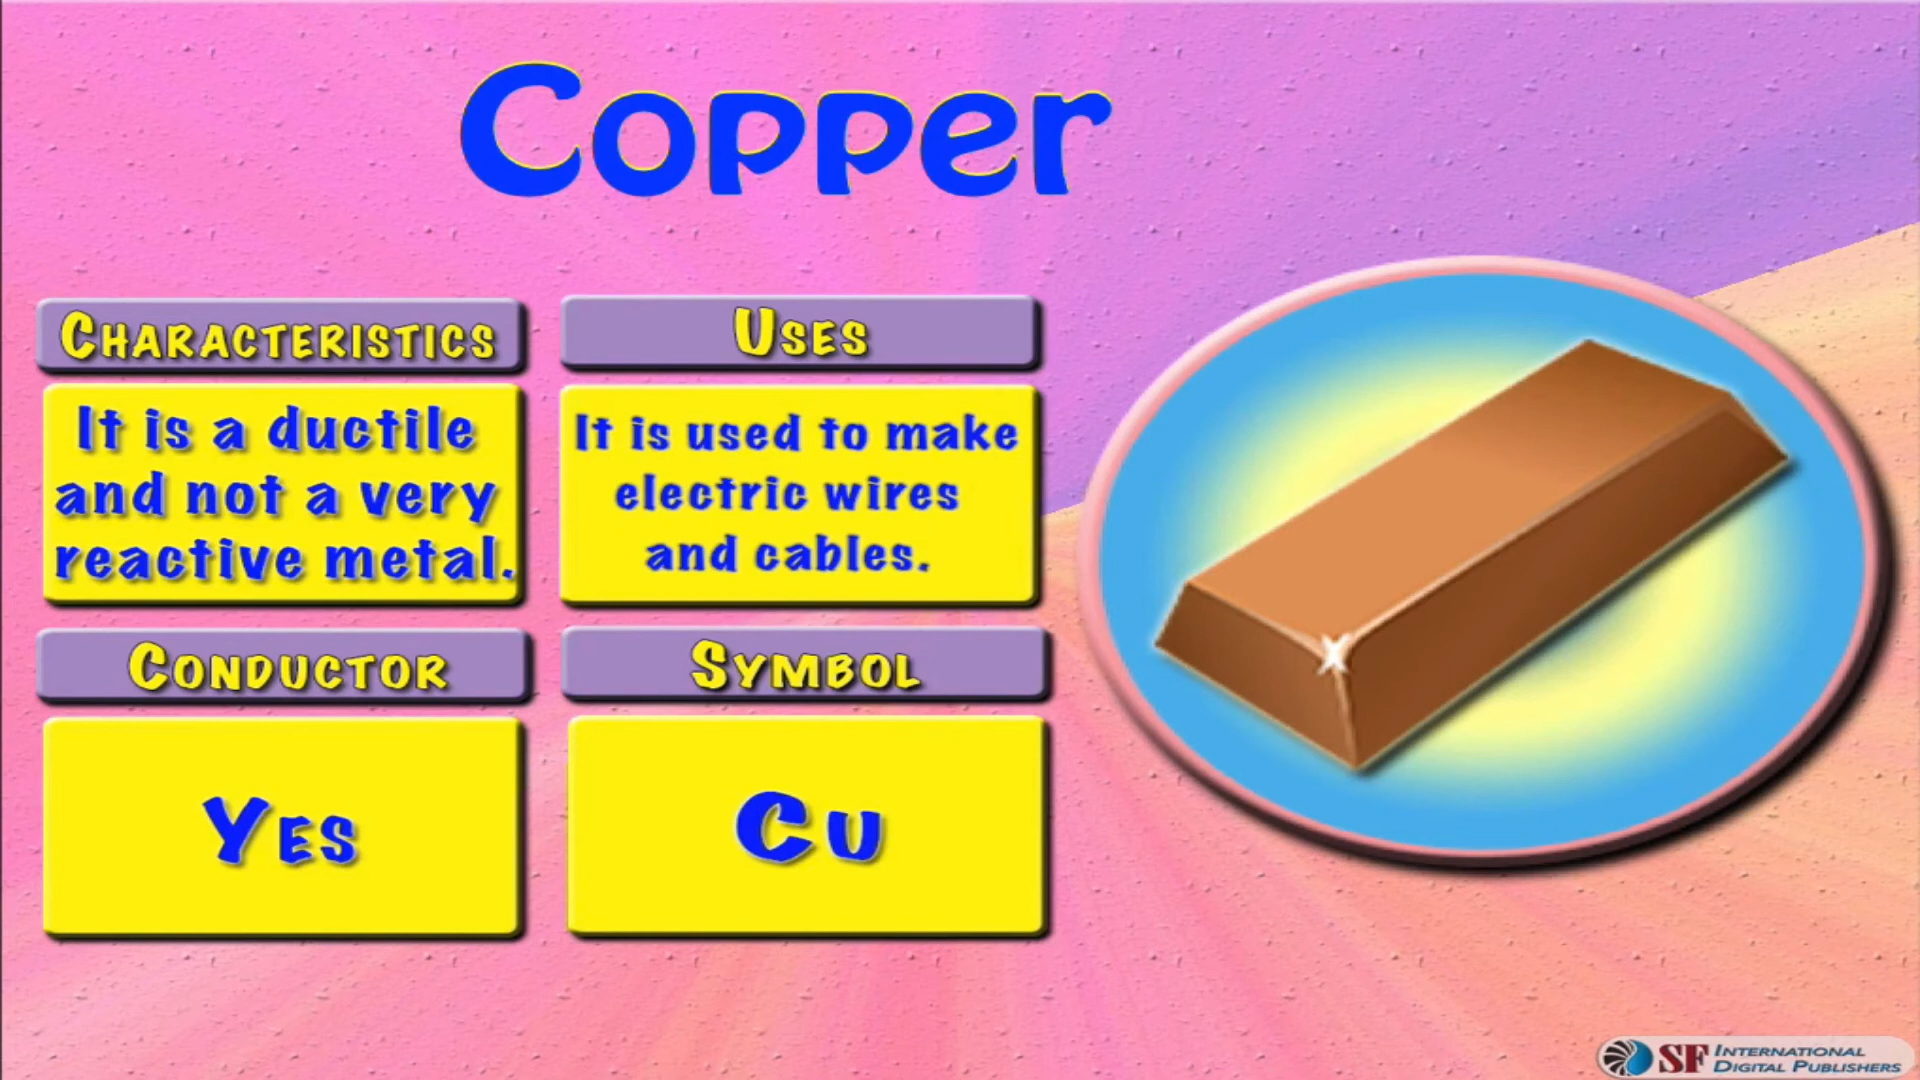 Copper
Characteristics
It is a ductile
and not a very
reactive metal.
Uses
It is used to make
electric wires
and cables.
Conductor
Yes
Symbol
Cu
SF International
Digital Publishers